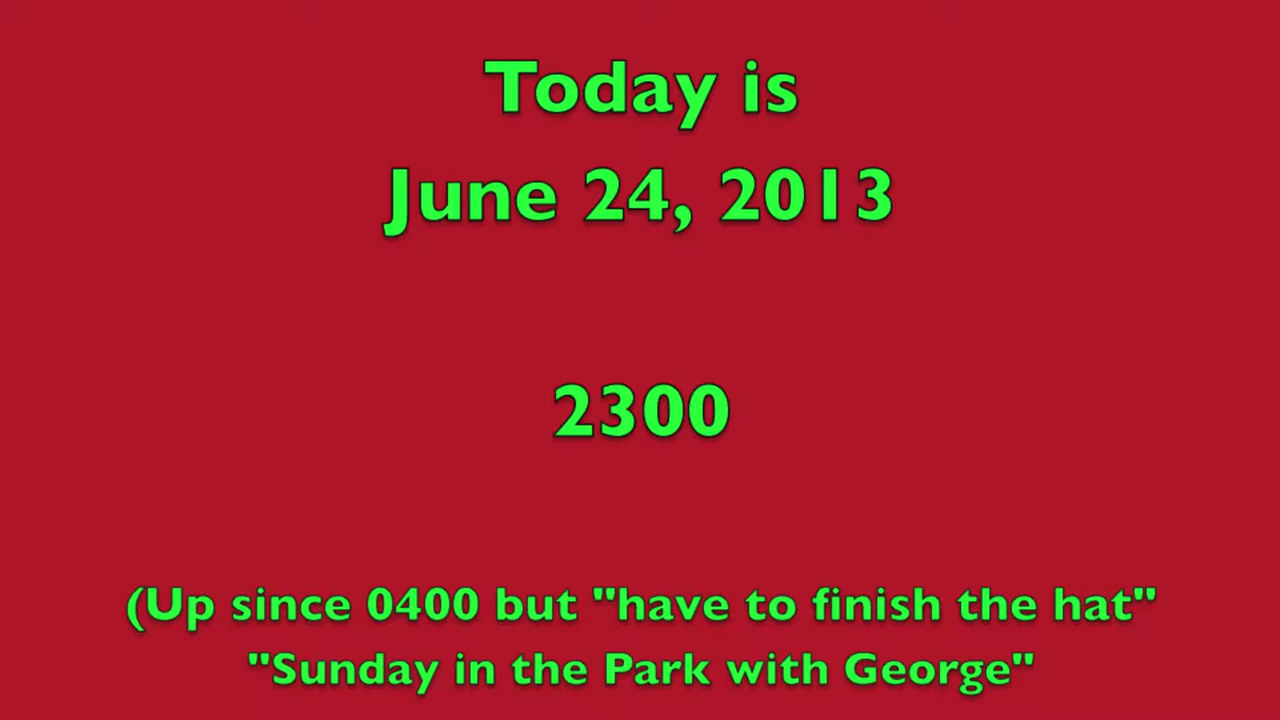 Today is
June 24, 2013
2300
(Up since 0400 but "have to finish the hat"
"Sunday in the Park with George"